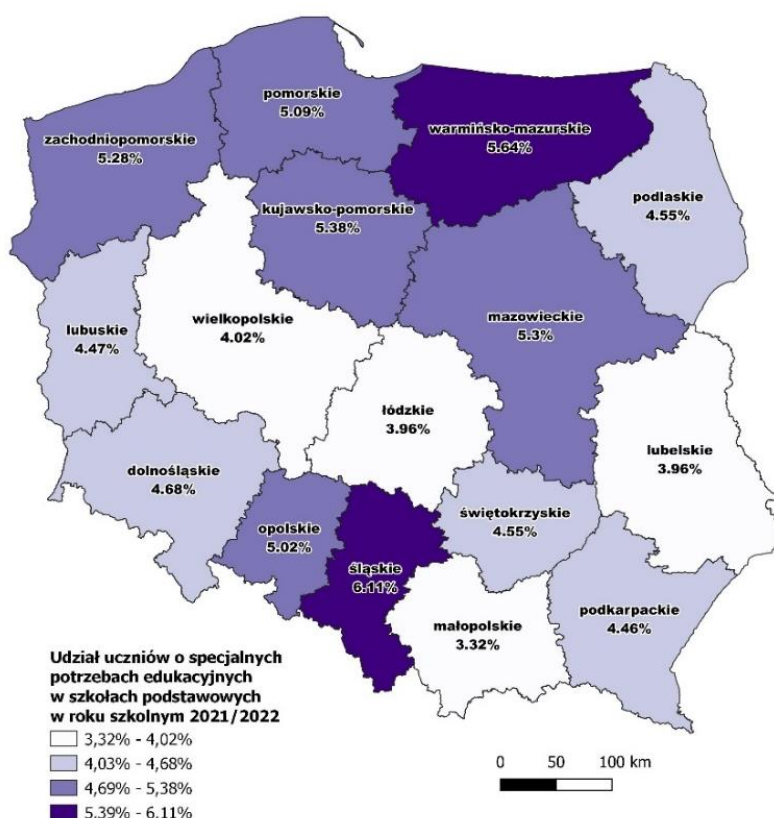 pomorskie
5.09%
warmińsko-mazurskie
5.64%
zachodniopomorskie
5.28%
podlaskie
4.55%
kujawsko-pomorskie
5.38%
wielkopolskie
4.02%
mazowieckie
5.3%
lubuskie
4.47%
łódzkie
3.96%
lubelskie
3.96%
dolnośląskie
4.68%
świętokrzyskie
4.55%
opolskie
5.02%
śląskie
6.11%
podkarpackie
4.46%
małopolskie
3.32%
Udział uczniów o specjalnych
potrzebach edukacyjnych
w szkołach podstawowych
w roku szkolnym 2021/2022
3,32% - 4,02%
4,03% - 4,68%
4,69% - 5,38%
5,39% - 6,11%
0 50 100 km